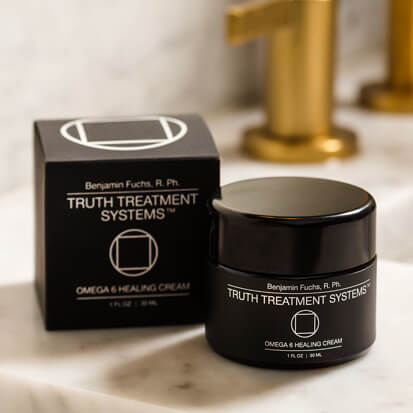 Benjamin Fuchs, R. Ph.
TRUTH TREATMENT
SYSTEMS™
OMEGA 6 HEALING CREAM
1 FL OZ | 30 ML
Benjamin Fuchs, R. Ph.
TRUTH TREATMENT SYSTEMS™
OMEGA 6 HEALING CREAM
1 FL OZ | 30 ML